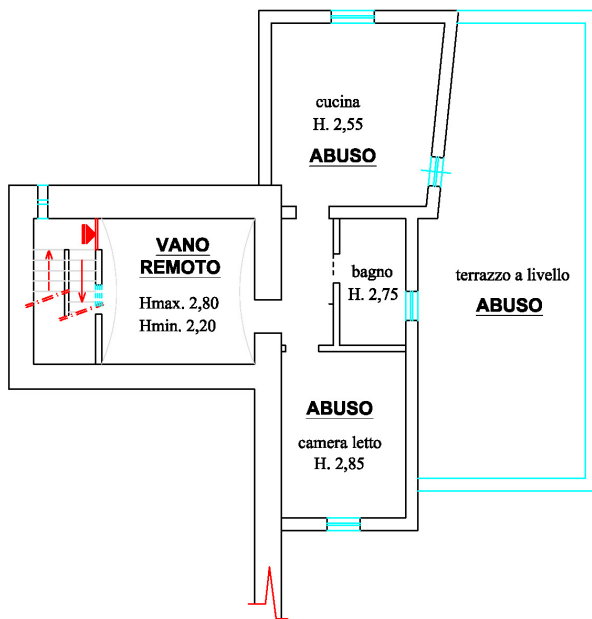 cucina
H. 2,55
ABUSO
VANO
REMOTO
Hmax. 2,80
Hmin. 2,20
bagno
H. 2,75
terrazzo a livello
ABUSO
ABUSO
camera letto
H. 2,85